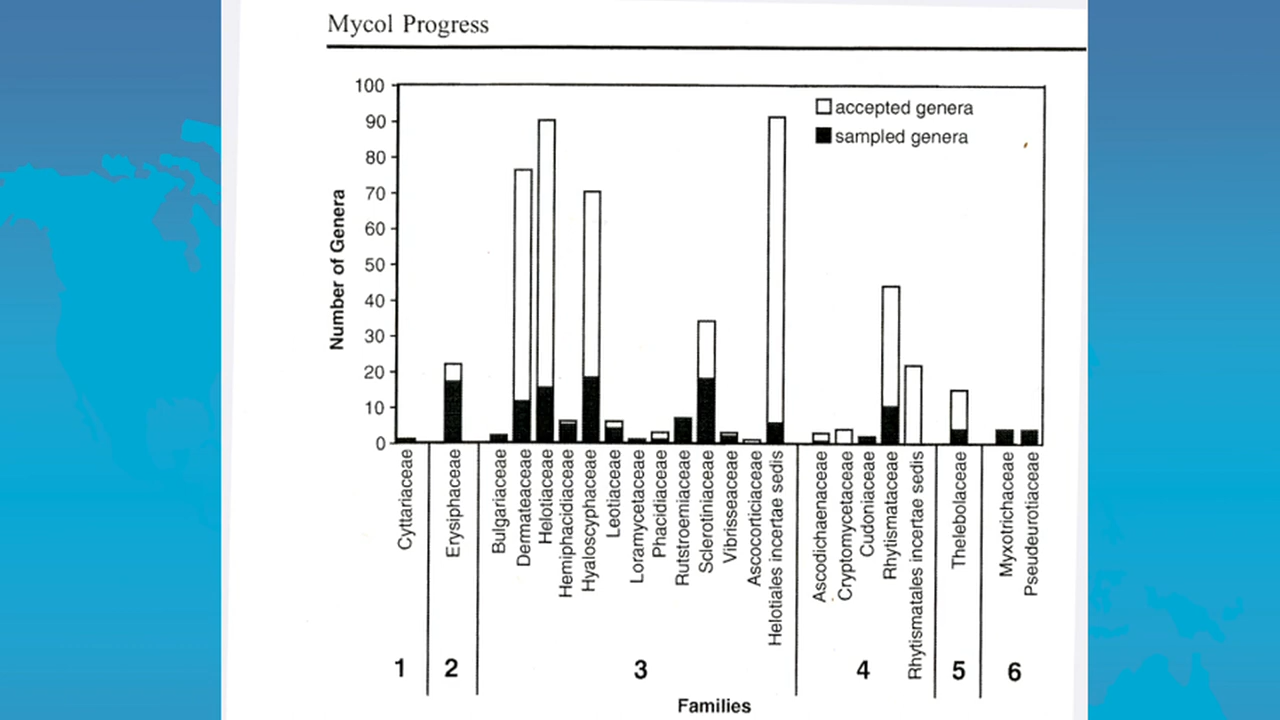 Mycol Progress
100
90
80
70
60
50
40
30
20
10
0
Number of Genera
accepted genera
sampled genera
Cyttariaceae
Erysiphaceae
Bulgariaceae
Dermateaceae
Helotiaceae
Hemiphacidiaceae
Hyaloscyphaceae
Leotiaceae
Loramycetaceae
Phacidiaceae
Rutstroemiaceae
Sclerotiniaceae
Vibrisseaceae
Ascocorticiaceae
Helotiales incertae sedis
Ascodichaenaceae
Cryptomycetaceae
Cudoniaceae
Rhytismataceae
Rhytismatales incertae sedis
Thelebolaceae
Myxotrichaceae
Pseudeurotiaceae
1 2 3 4 5 6
Families